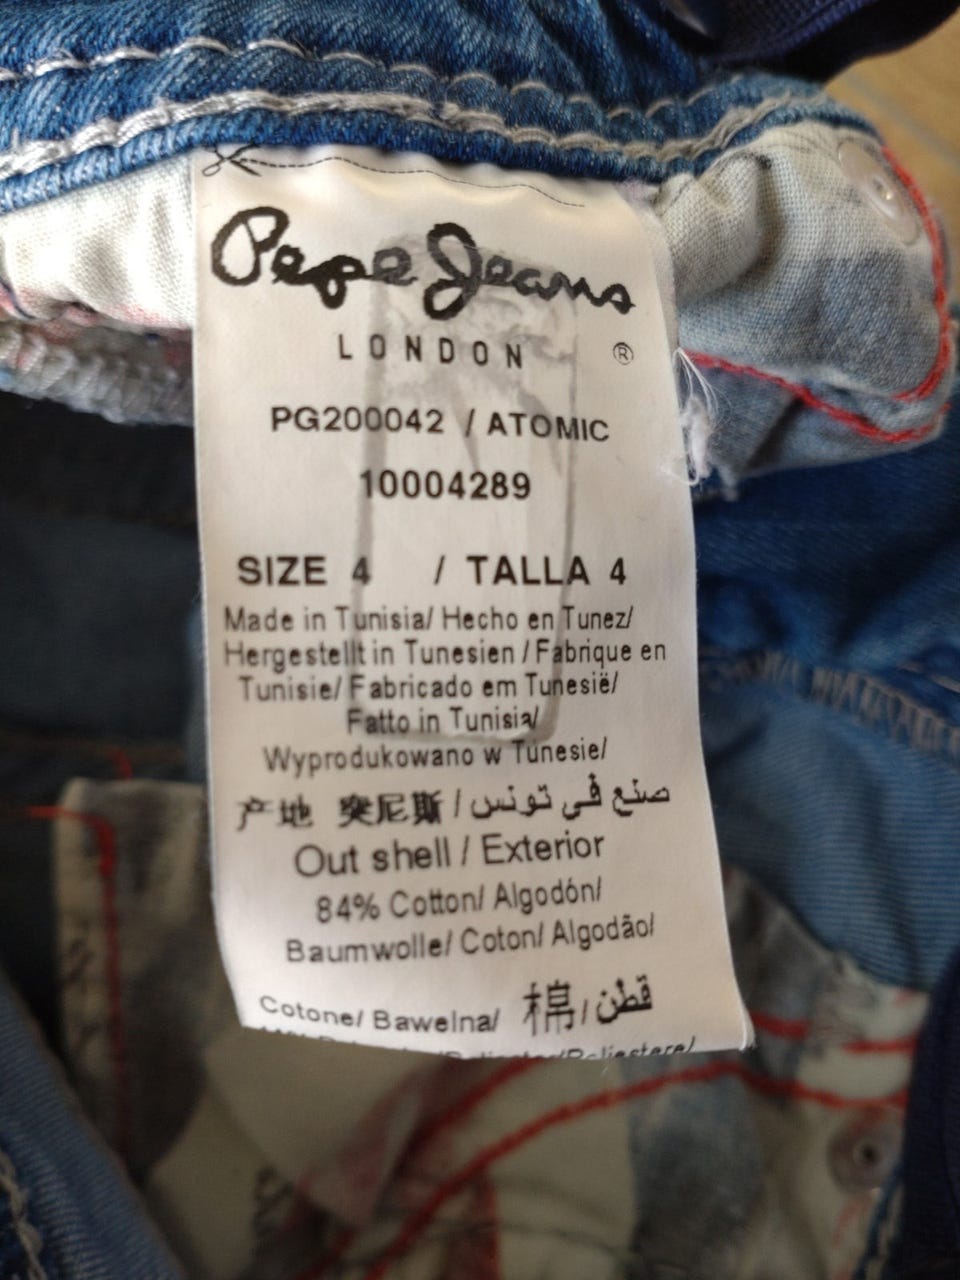 Pepe Jeans
LONDON ®
PG200042 / ATOMIC
10004289
SIZE 4 / TALLA 4
Made in Tunisia/ Hecho en Tunez/
Hergestellt in Tunesien / Fabrique en
Tunisie/ Fabricado em Tunesië/
Fatto in Tunisia/
Wyprodukowano w Tunesie/
产地 突尼斯 / صنع في تونس
Out shell / Exterior
84% Cotton/ Algodón/
Baumwolle/ Coton/ Algodão/
Cotone/ Bawelna/ 棉 / قطن
/Poliester/Poliestere/